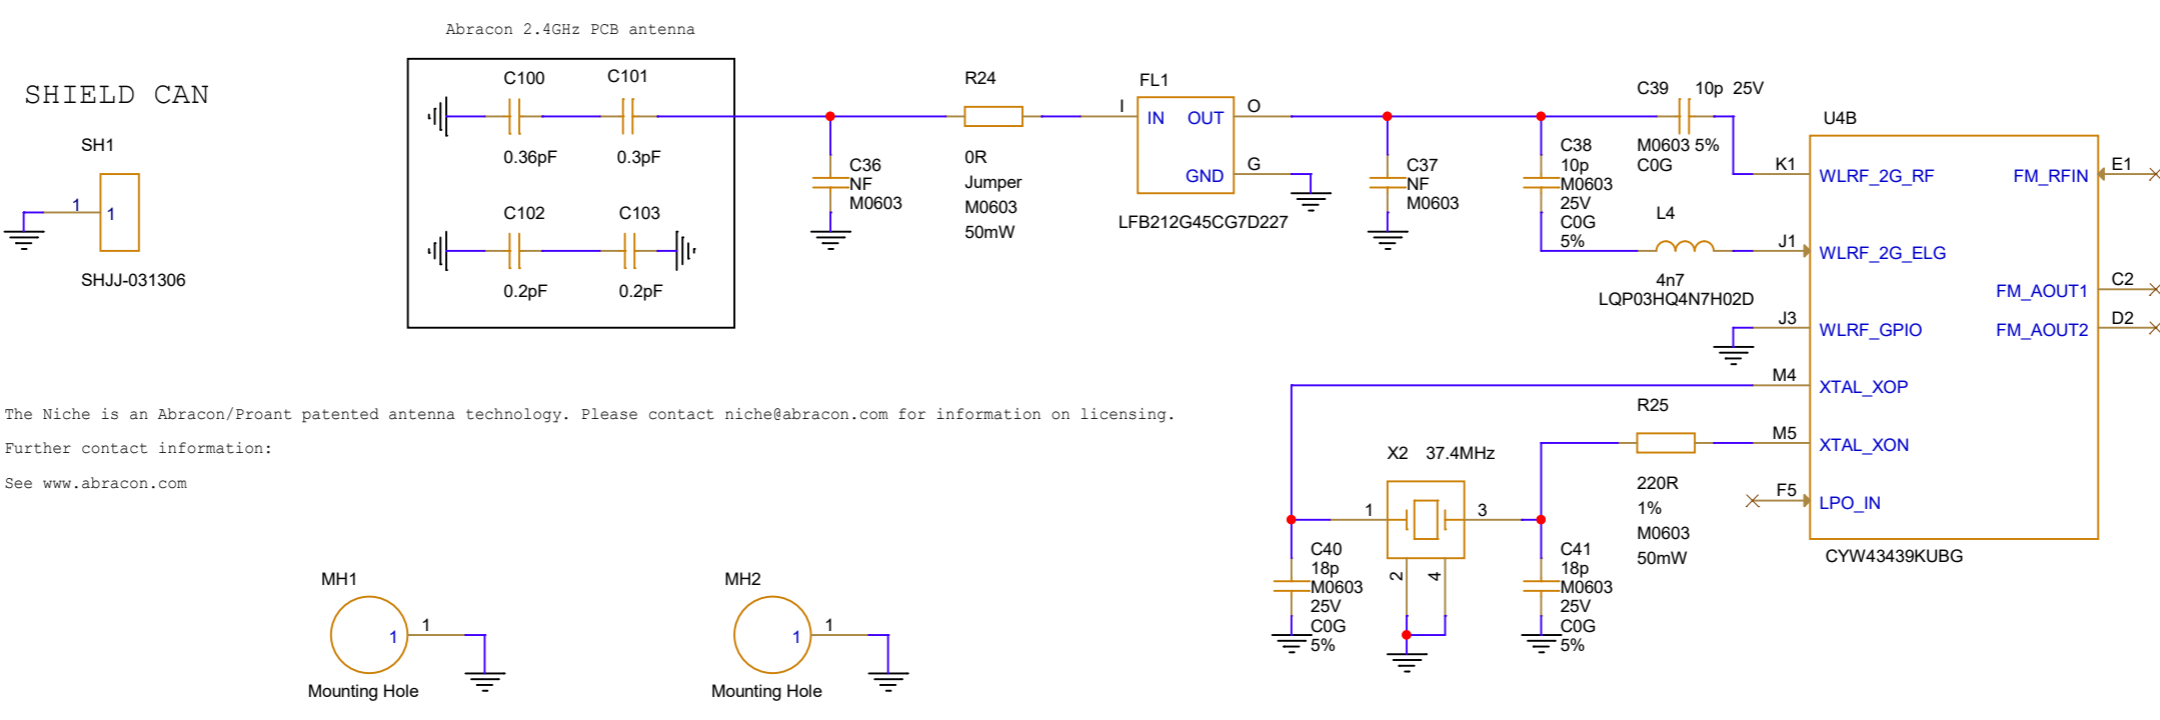 Abracon 2.4GHz PCB antenna
SHIELD CAN
SH1
1
1
SHJJ-031306
C100
C101
0.36pF
0.3pF
C102
C103
0.2pF
0.2pF
C36
NF
M0603
R24
0R
Jumper
M0603
50mW
FL1
I
IN
OUT
O
GND
G
LFB212G45CG7D227
C37
NF
M0603
C38
10p
M0603
25V
C0G
5%
C39 10p 25V
M0603 5%
C0G
L4
4n7
LQP03HQ4N7H02D
U4B
K1
WLRF_2G_RF
FM_RFIN
E1
J1
WLRF_2G_ELG
FM_AOUT1
C2
J3
WLRF_GPIO
FM_AOUT2
D2
M4
XTAL_XOP
M5
XTAL_XON
F5
LPO_IN
CYW43439KUBG
R25
220R
1%
M0603
50mW
X2 37.4MHz
1
3
2
4
C40
18p
M0603
25V
C0G
5%
C41
18p
M0603
25V
C0G
5%
The Niche is an Abracon/Proant patented antenna technology. Please contact niche@abracon.com for information on licensing.
Further contact information:
See www.abracon.com
MH1
1
1
Mounting Hole
MH2
1
1
Mounting Hole